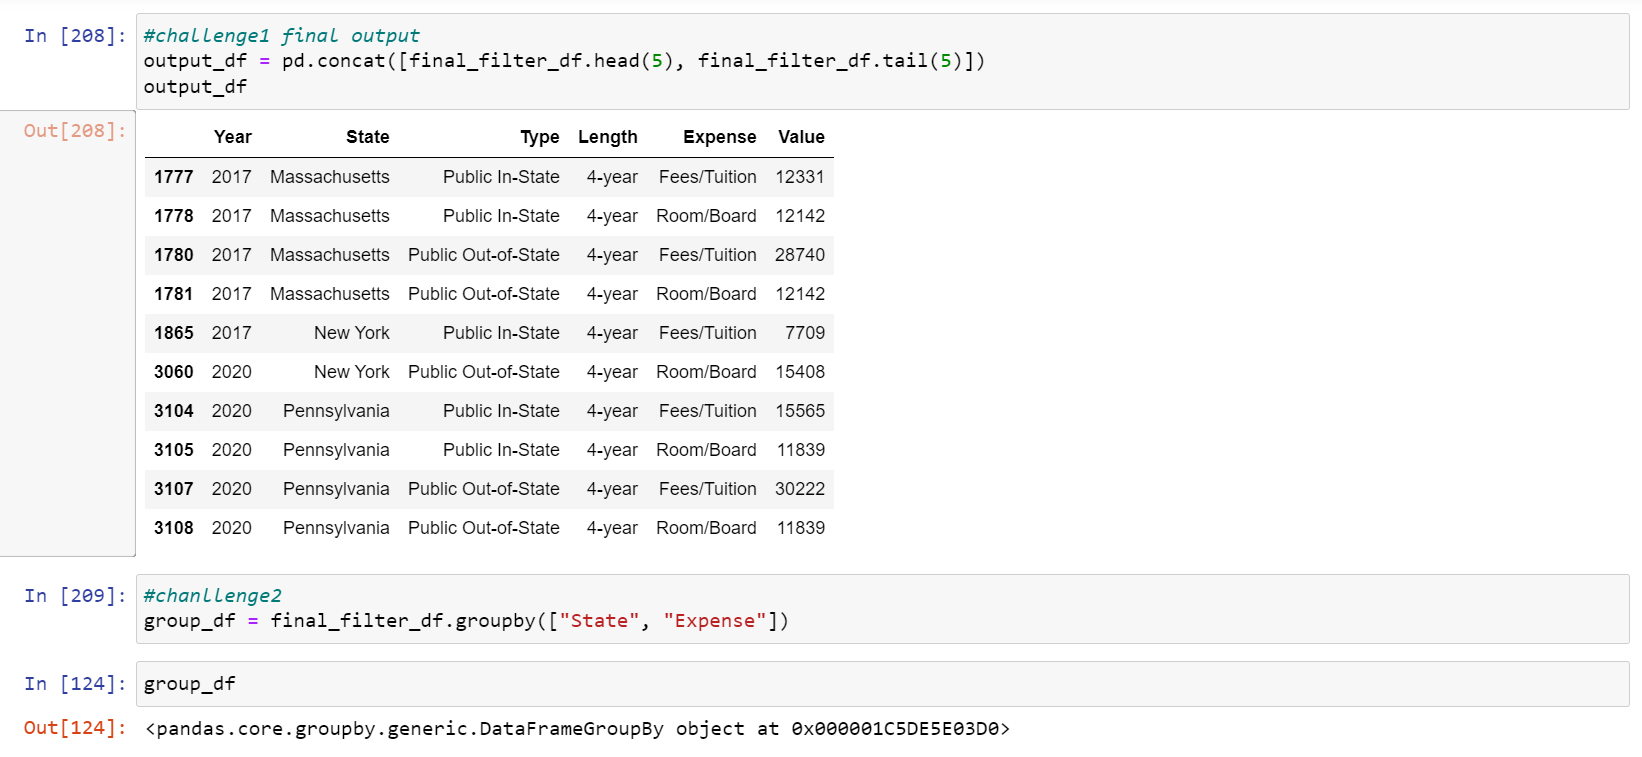 In [208]: #challenge1 final output
output_df = pd.concat([final_filter_df.head(5), final_filter_df.tail(5)])
output_df
Out[208]:
Year State Type Length Expense Value
1777 2017 Massachusetts Public In-State 4-year Fees/Tuition 12331
1778 2017 Massachusetts Public In-State 4-year Room/Board 12142
1780 2017 Massachusetts Public Out-of-State 4-year Fees/Tuition 28740
1781 2017 Massachusetts Public Out-of-State 4-year Room/Board 12142
1865 2017 New York Public In-State 4-year Fees/Tuition 7709
3060 2020 New York Public Out-of-State 4-year Room/Board 15408
3104 2020 Pennsylvania Public In-State 4-year Fees/Tuition 15565
3105 2020 Pennsylvania Public In-State 4-year Room/Board 11839
3107 2020 Pennsylvania Public Out-of-State 4-year Fees/Tuition 30222
3108 2020 Pennsylvania Public Out-of-State 4-year Room/Board 11839
In [209]: #chanllenge2
group_df = final_filter_df.groupby(["State", "Expense"])
In [124]: group_df
Out[124]: <pandas.core.groupby.generic.DataFrameGroupBy object at 0x000001C5DE5E03D0>